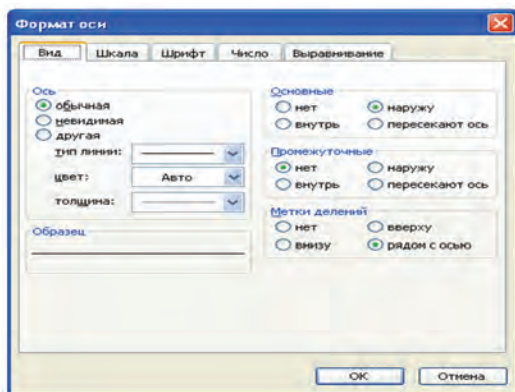 Формат оси
Вид Шкала Шрифт Число Выравнивание
Ось
обычная
невидимая
другая
тип линии:
цвет: Авто
толщина:
Образец
Основные
нет наружу
внутрь пересекают ось
Промежуточные
нет наружу
внутрь пересекают ось
Метки делений
нет вверху
внизу рядом с осью
ОК Отмена